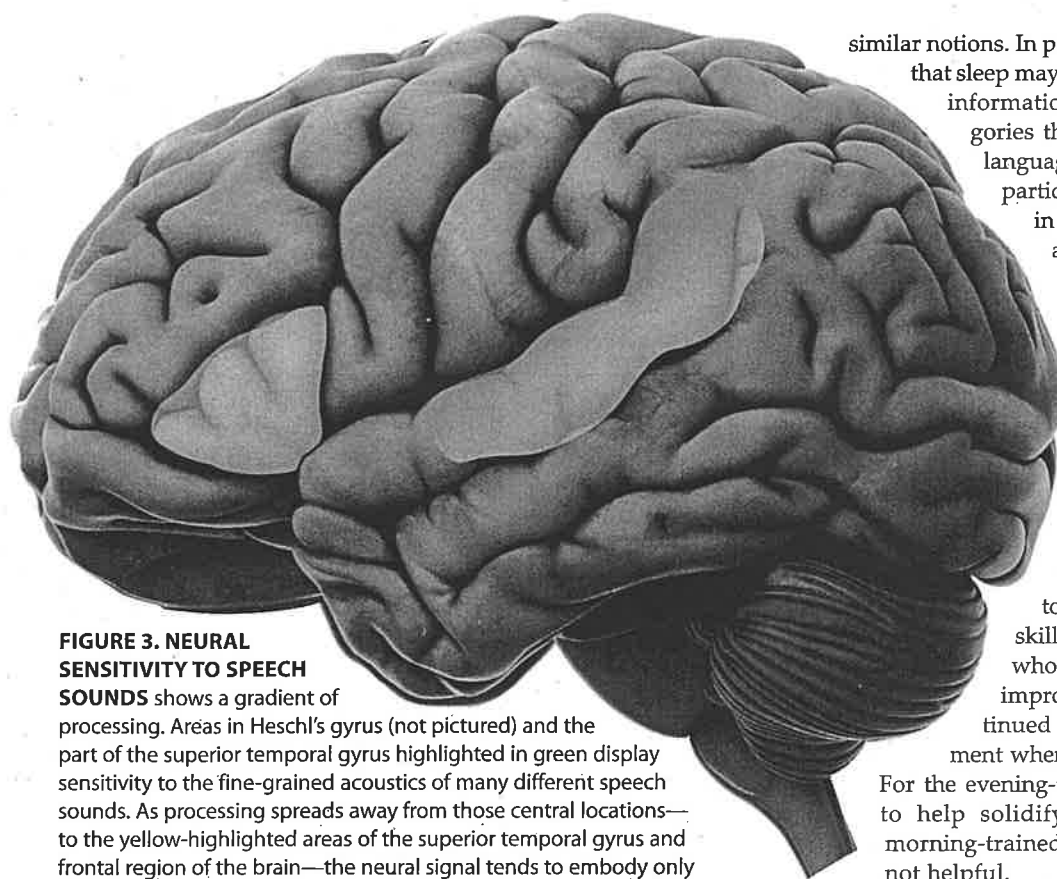 similar notions. In p
that sleep may
informatio
gories th
languag
partic
in
a
FIGURE 3. NEURAL
SENSITIVITY TO SPEECH
SOUNDS shows a gradient of
processing. Areas in Heschl's gyrus (not pictured) and the
part of the superior temporal gyrus highlighted in green display
sensitivity to the fine-grained acoustics of many different speech
sounds. As processing spreads away from those central locations—
to the yellow-highlighted areas of the superior temporal gyrus and
frontal region of the brain—the neural signal tends to embody only
to
skill
who
impro
tinued
ment when
For the evening-
to help solidify
morning-trained
not helpful.